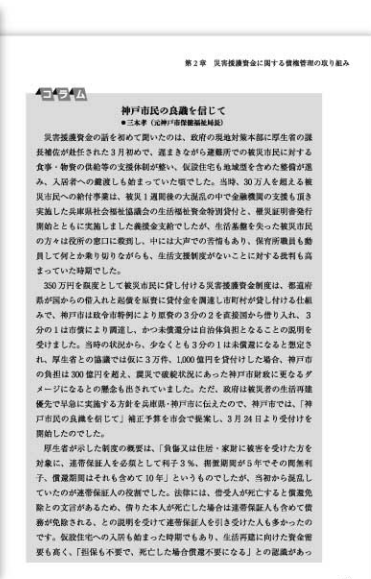 第２章　災害援護資金に関する債権管理の取り組み
コラム
神戸市民の良識を信じて
●三木孝（元神戸市保健福祉局長）
　災害援護資金の話を初めて聞いたのは、政府の現地対策本部に厚生省の課
長補佐が赴任された３月初めで、遅まきながら避難所での被災市民に対する
食事・物資の供給等の支援体制が整い、仮設住宅も地域型を含めた整備が進
み、入居者への鍵渡しも始まっていた頃でした。当時、30万人を超える被
災市民への給付事業は、被災１週間後の大混乱の中で金融機関の支援も頂き
実施した兵庫県社会福祉協議会の生活福祉資金特別貸付と、罹災証明書発行
開始とともに実施しました義援金支給でしたが、生活基盤を失った被災市民
の方々は役所の窓口に殺到し、中には大声での苦情もあり、保育所職員も動
員して何とか乗り切りながらも、生活支援制度がないことに対する批判も高
まっていた時期でした。
　350万円を限度として被災市民に貸し付ける災害援護資金制度は、都道府
県が国からの借入れと起債を原資に貸付金を調達し市町村が貸し付ける仕組
みで、神戸市は政令市特例により原資の３分の２を直接国から借り入れ、３
分の１は市債により調達し、かつ未償還分は自治体負担となることの説明を
受けました。当時の状況から、少なくとも３分の１は未償還になると想定さ
れ、厚生省との協議では仮に３万件、1,000億円を貸付した場合、神戸市
の負担は300億円を超え、震災で破綻状況にあった神戸市財政に更なるダ
メージになるとの懸念も出されていました。ただ、政府は被災者の生活再建
優先で早急に実施する方針を兵庫県・神戸市に伝えたので、神戸市では、「神
戸市民の良識を信じて」補正予算を市会で提案し、３月24日より受付けを
開始したのでした。
　厚生省が示した制度の概要は、「負傷又は住居・家財に被害を受けた方を
対象に、連帯保証人を必須として利子３％、据置期間が５年でその間無利
子、償還期間はそれも含めて10年」というものでしたが、当初から混乱し
ていたのが連帯保証人の役割でした。法律には、借受人が死亡すると償還免
除との文言があるため、借りた本人が死亡した場合は連帯保証人も含めて債
務が免除される、との説明を受けて連帯保証人を引き受けた人も多かったの
です。仮設住宅への入居も始まった時期でもあり、生活再建に向けた資金需
要も高く、「担保も不要で、死亡した場合償還不要になる」との認識があっ